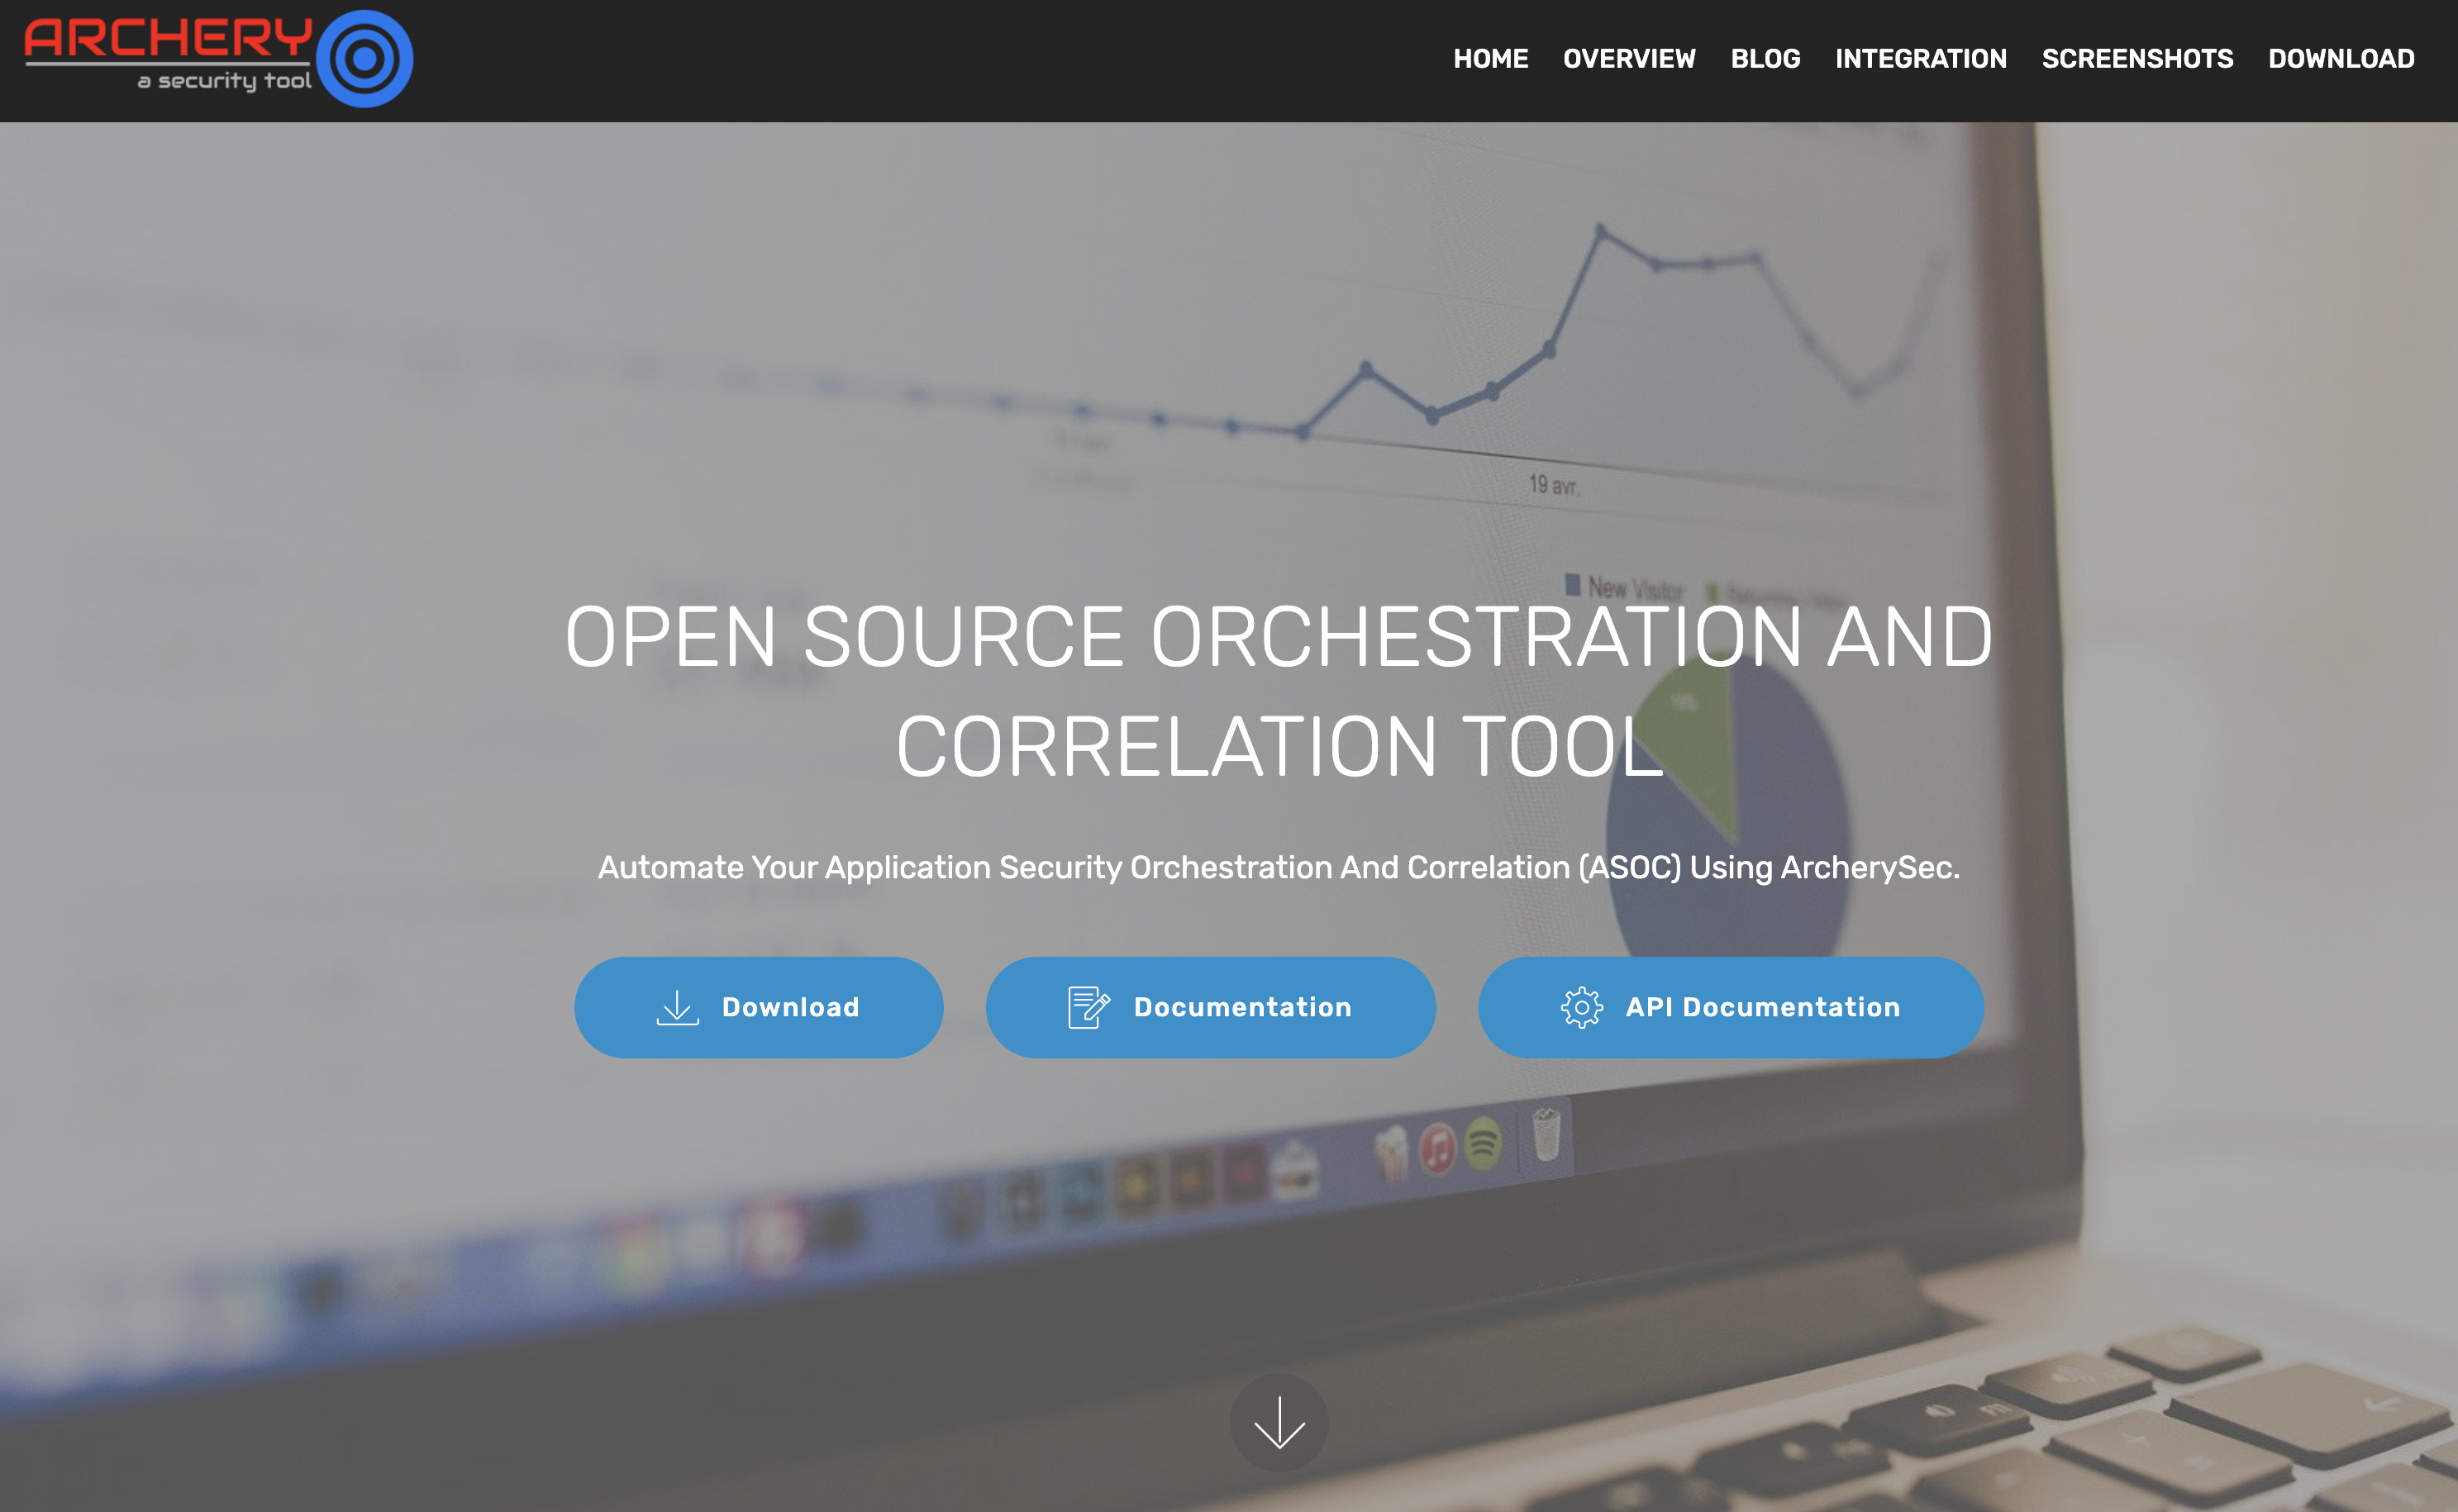 ARCHERY
a security tool
HOME OVERVIEW BLOG INTEGRATION SCREENSHOTS DOWNLOAD
19 avr.
New Visitor
OPEN SOURCE ORCHESTRATION AND
CORRELATION TOOL
Automate Your Application Security Orchestration And Correlation (ASOC) Using ArcherySec.
Download Documentation API Documentation